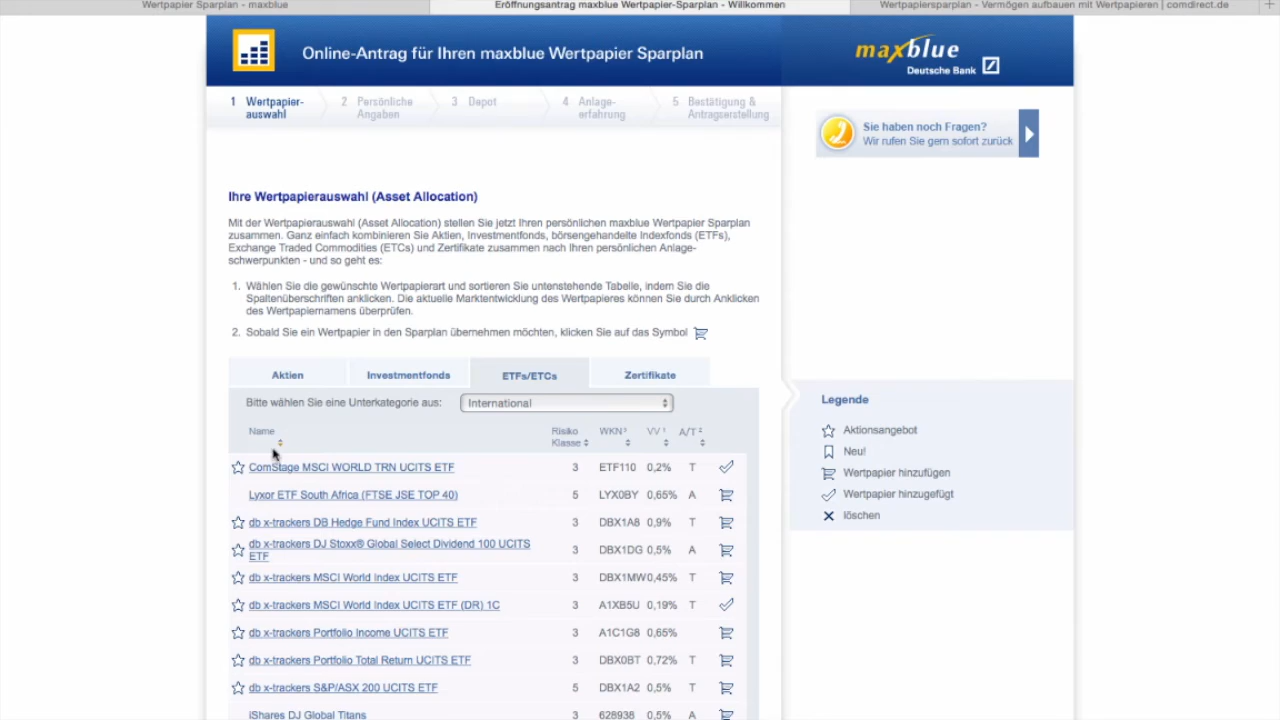 Wertpapier Sparplan - maxblue
Eröffnungsantrag maxblue Wertpapier-Sparplan - Willkommen
Wertpapiersparplan - Vermögen aufbauen mit Wertpapieren | comdirect.de
Online-Antrag für Ihren maxblue Wertpapier Sparplan
maxblue
Deutsche Bank
1 Wertpapier-
auswahl
2 Persönliche
Angaben
3 Depot
4 Anlage-
erfahrung
5 Bestätigung &
Antragserstellung
Sie haben noch Fragen?
Wir rufen Sie gern sofort zurück
Ihre Wertpapierauswahl (Asset Allocation)
Mit der Wertpapierauswahl (Asset Allocation) stellen Sie jetzt Ihren persönlichen maxblue Wertpapier Sparplan
zusammen. Ganz einfach kombinieren Sie Aktien, Investmentfonds, börsengehandelte Indexfonds (ETFs),
Exchange Traded Commodities (ETCs) und Zertifikate zusammen nach Ihren persönlichen Anlage-
schwerpunkten - und so geht es:
1. Wählen Sie die gewünschte Wertpapierart und sortieren Sie untenstehende Tabelle, indem Sie die
Spaltenüberschriften anklicken. Die aktuelle Marktentwicklung des Wertpapieres können Sie durch Anklicken
des Wertpapiernamens überprüfen.
2. Sobald Sie ein Wertpapier in den Sparplan übernehmen möchten, klicken Sie auf das Symbol
Aktien Investmentfonds ETFs/ETCs Zertifikate
Bitte wählen Sie eine Unterkategorie aus: International
Name Risiko Klasse WKN³ VV¹ A/T²
ComStage MSCI WORLD TRN UCITS ETF 3 ETF110 0,2% T
Lyxor ETF South Africa (FTSE JSE TOP 40) 5 LYX0BY 0,65% A
db x-trackers DB Hedge Fund Index UCITS ETF 3 DBX1A8 0,9% T
db x-trackers DJ Stoxx® Global Select Dividend 100 UCITS
ETF 3 DBX1DG 0,5% A
db x-trackers MSCI World Index UCITS ETF 3 DBX1MW 0,45% T
db x-trackers MSCI World Index UCITS ETF (DR) 1C 3 A1XB5U 0,19% T
db x-trackers Portfolio Income UCITS ETF 3 A1C1G8 0,65%
db x-trackers Portfolio Total Return UCITS ETF 3 DBX0BT 0,72% T
db x-trackers S&P/ASX 200 UCITS ETF 5 DBX1A2 0,5% T
iShares DJ Global Titans 3 628938 0,5% A
Legende
Aktionsangebot
Neu!
Wertpapier hinzufügen
Wertpapier hinzugefügt
löschen